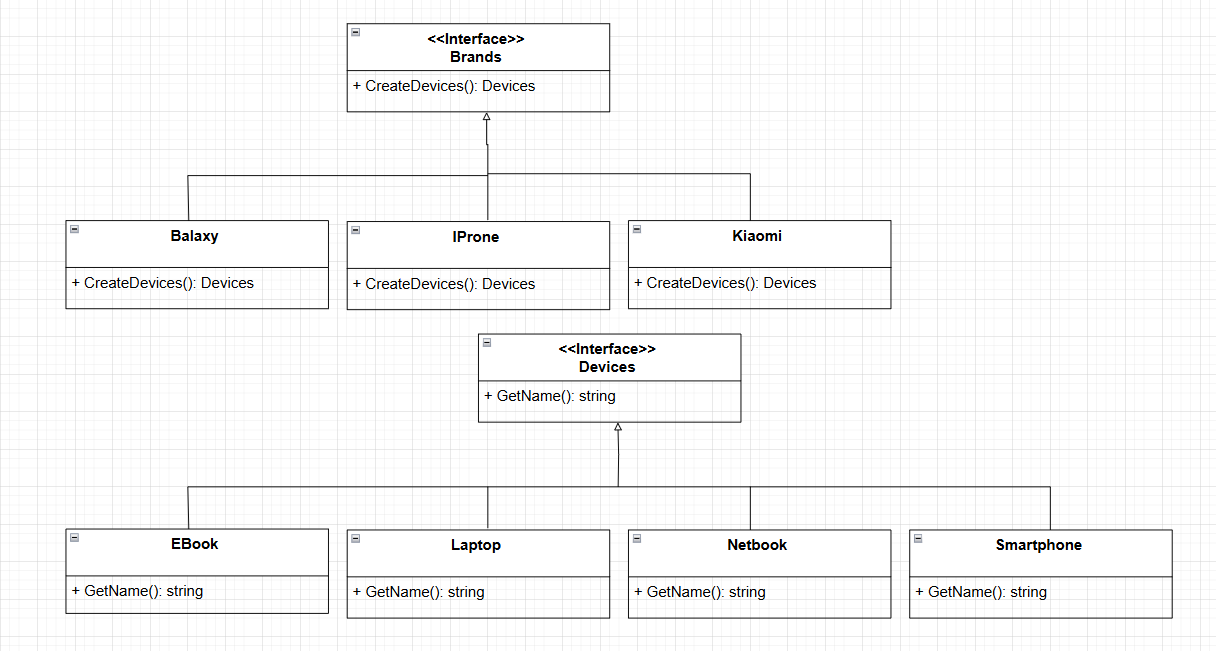 <<Interface>>
Brands
+ CreateDevices(): Devices
Balaxy
+ CreateDevices(): Devices
IProne
+ CreateDevices(): Devices
Kiaomi
+ CreateDevices(): Devices
<<Interface>>
Devices
+ GetName(): string
EBook
+ GetName(): string
Laptop
+ GetName(): string
Netbook
+ GetName(): string
Smartphone
+ GetName(): string